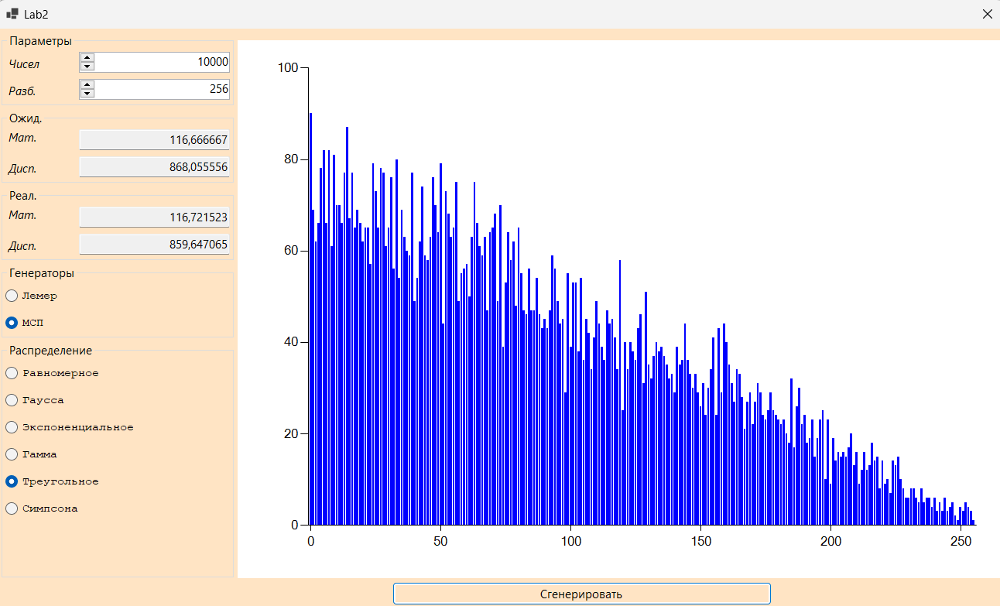 Lab2
Параметры
Чисел 10000
Разб. 256
Ожид.
Мат. 116,666667
Дисп. 868,055556
Реал.
Мат. 116,721523
Дисп. 859,647065
Генераторы
Лемер
МСП
Распределение
Равномерное
Гаусса
Экспоненциальное
Гамма
Треугольное
Симпсона
100
80
60
40
20
0
0 50 100 150 200 250
Сгенерировать